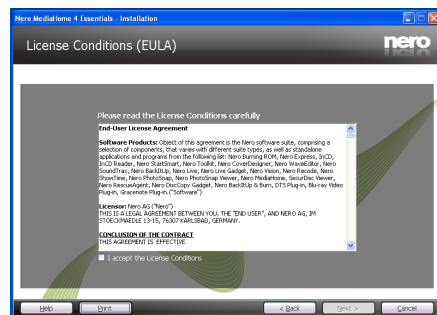 Nero MediaHome 4 Essentials - Installation
License Conditions (EULA)
nero
Please read the License Conditions carefully
End-User License Agreement
Software Products: Object of this agreement is the Nero software suite, comprising a
selection of components, that varies with different suite types, as well as standalone
applications and programs from the following list: Nero Burning ROM, Nero Express, InCD,
InCD Reader, Nero StartSmart, Nero Toolkit, Nero CoverDesigner, Nero WaveEditor, Nero
SoundTrax, Nero BackItUp, Nero Live, Nero Live Gadget, Nero Vision, Nero Recode, Nero
ShowTime, Nero PhotoSnap, Nero PhotoSnap Viewer, Nero MediaHome, SecurDisc Viewer,
Nero RescueAgent, Nero DiscCopy Gadget, Nero BackItUp & Burn, DTS Plug-in, Blu-ray Video
Plug-in, Gracenote Plug-in.("Software")
Licensor: Nero AG ("Nero")
THIS IS A LEGAL AGREEMENT BETWEEN YOU, THE "END USER", AND NERO AG, IM
STOECKMAEDLE 13-15, 76307 KARLSBAD, GERMANY.
CONCLUSION OF THE CONTRACT
THIS AGREEMENT IS EFFECTIVE
I accept the License Conditions
Help
Print
< Back
Next >
Cancel